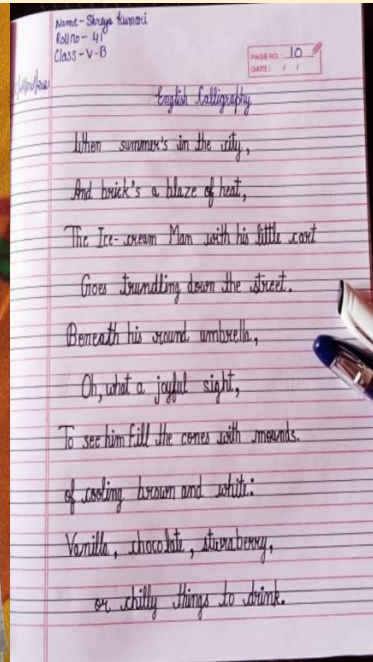 Name - Shreya Kumari
Roll no - 41
Class - V - B
PAGE NO.: 10
DATE: / /
English Calligraphy
When summer's in the city,
And brick's a blaze of heat,
The Ice-cream Man with his little cart
Goes trundling down the street.
Beneath his round umbrella,
Oh, what a joyful sight,
To see him fill the cones with mounds.
of cooling brown and white:
Vanilla, chocolate, sturaberry,
or chilly things to drink.